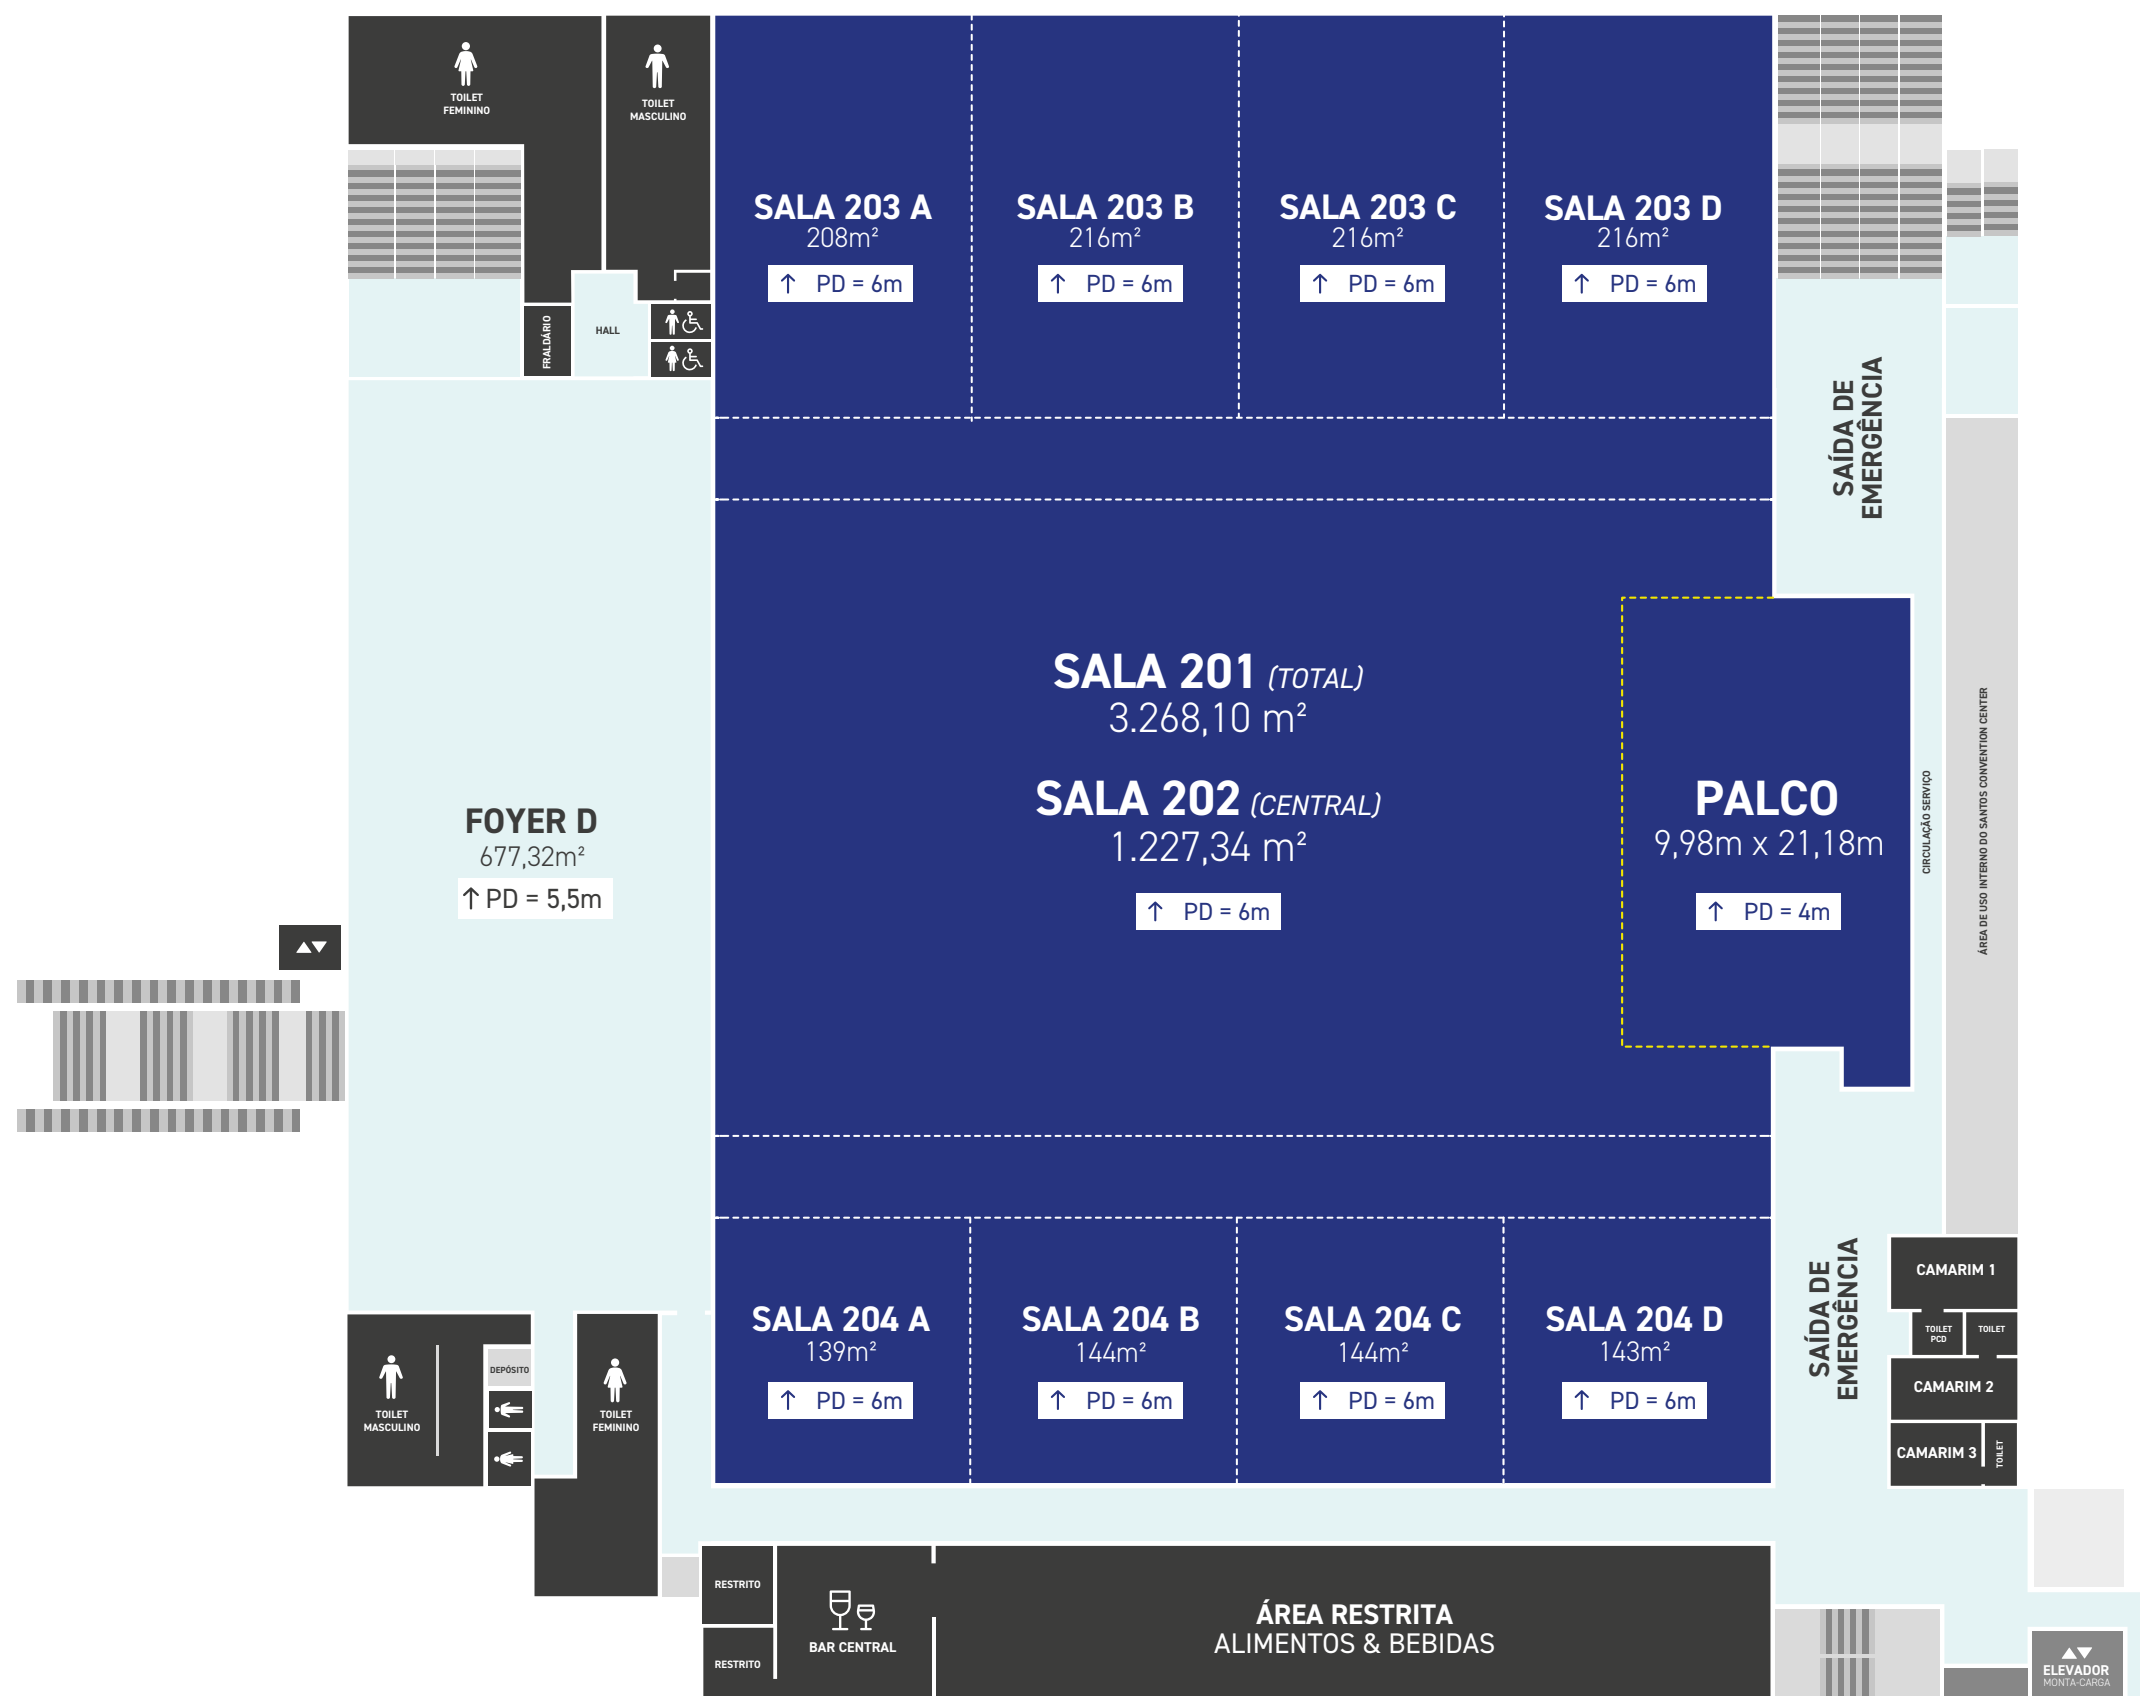 TOILET
FEMININO
TOILET
MASCULINO
SALA 203 A
208m²
↑ PD = 6m
SALA 203 B
216m²
↑ PD = 6m
SALA 203 C
216m²
↑ PD = 6m
SALA 203 D
216m²
↑ PD = 6m
FRALDÁRIO
HALL
SAÍDA DE
EMERGÊNCIA
SALA 201 (TOTAL)
3.268,10 m²
SALA 202 (CENTRAL)
1.227,34 m²
↑ PD = 6m
PALCO
9,98m x 21,18m
↑ PD = 4m
CIRCULAÇÃO SERVIÇO
ÁREA DE USO INTERNO DO SANTOS CONVENTION CENTER
FOYER D
677,32m²
↑ PD = 5,5m
SALA 204 A
139m²
↑ PD = 6m
SALA 204 B
144m²
↑ PD = 6m
SALA 204 C
144m²
↑ PD = 6m
SALA 204 D
143m²
↑ PD = 6m
SAÍDA DE
EMERGÊNCIA
CAMARIM 1
TOILET
PCD
TOILET
CAMARIM 2
CAMARIM 3
TOILET
TOILET
MASCULINO
DEPÓSITO
TOILET
FEMININO
RESTRITO
RESTRITO
BAR CENTRAL
ÁREA RESTRITA
ALIMENTOS & BEBIDAS
ELEVADOR
MONTA-CARGA